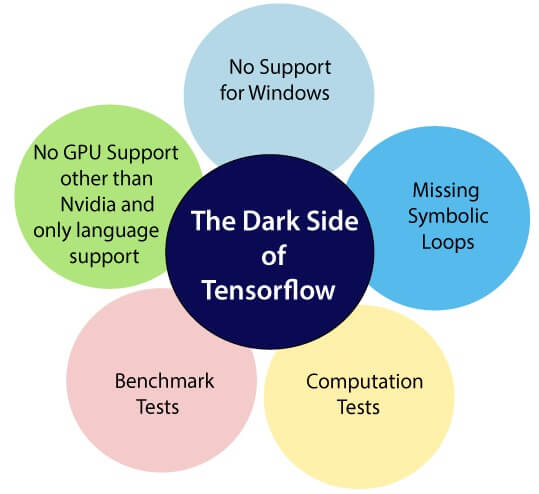 No Support
for Windows
No GPU Support
other than
Nvidia and
only language
support
The Dark Side
of
Tensorflow
Missing
Symbolic
Loops
Benchmark
Tests
Computation
Tests